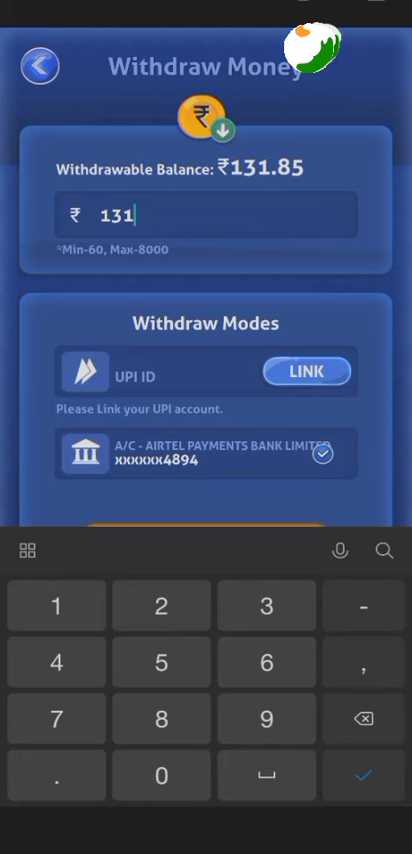 Withdraw Money
Withdrawable Balance: ₹131.85
₹ 131
*Min-60, Max-8000
Withdraw Modes
UPI ID
LINK
Please Link your UPI account.
A/C - AIRTEL PAYMENTS BANK LIMITED
xxxxxx4894
1 2 3 -
4 5 6 ,
7 8 9
. 0